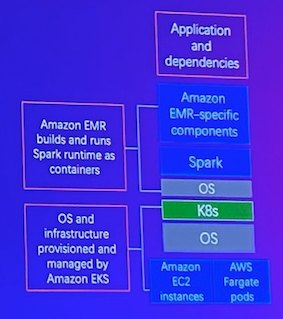 Application
and
dependencies
Amazon
EMR-specific
components
Amazon EMR
builds and runs
Spark runtime as
containers
Spark
OS
K8s
OS and
infrastructure
provisioned and
managed by
Amazon EKS
OS
Amazon
EC2
instances
AWS
Fargate
pods